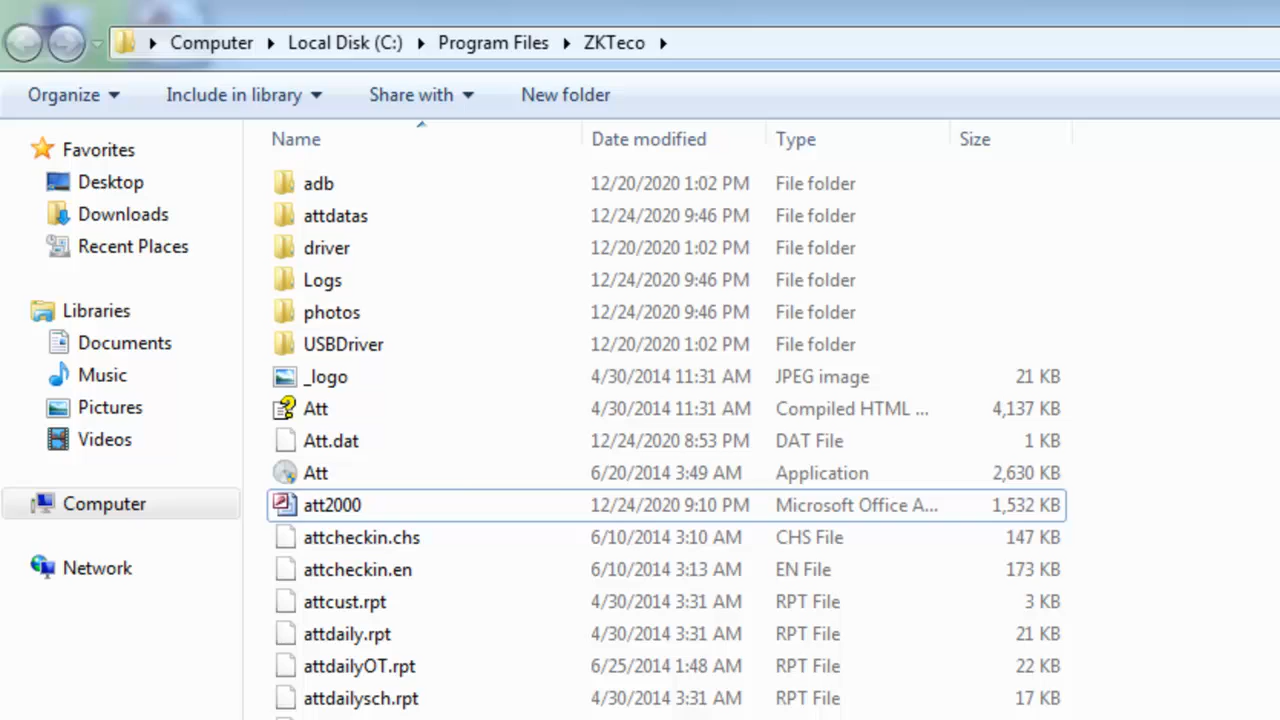 Computer Local Disk (C:) Program Files ZKTeco
Organize Include in library Share with New folder
Name Date modified Type Size
Favorites
Desktop
Downloads
Recent Places
Libraries
Documents
Music
Pictures
Videos
Computer
Network
adb 12/20/2020 1:02 PM File folder
attdatas 12/24/2020 9:46 PM File folder
driver 12/20/2020 1:02 PM File folder
Logs 12/24/2020 9:46 PM File folder
photos 12/24/2020 9:46 PM File folder
USBDriver 12/20/2020 1:02 PM File folder
_logo 4/30/2014 11:31 AM JPEG image 21 KB
Att 4/30/2014 11:31 AM Compiled HTML ... 4,137 KB
Att.dat 12/24/2020 8:53 PM DAT File 1 KB
Att 6/20/2014 3:49 AM Application 2,630 KB
att2000 12/24/2020 9:10 PM Microsoft Office A... 1,532 KB
attcheckin.chs 6/10/2014 3:10 AM CHS File 147 KB
attcheckin.en 6/10/2014 3:13 AM EN File 173 KB
attcust.rpt 4/30/2014 3:31 AM RPT File 3 KB
attdaily.rpt 4/30/2014 3:31 AM RPT File 21 KB
attdailyOT.rpt 6/25/2014 1:48 AM RPT File 22 KB
attdailysch.rpt 4/30/2014 3:31 AM RPT File 17 KB